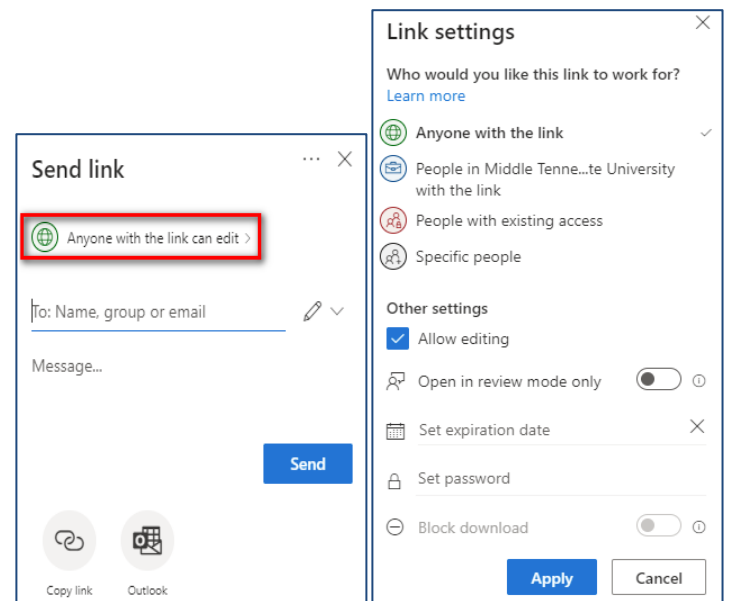 Send link
Anyone with the link can edit
To: Name, group or email
Message...
Send
Copy link
Outlook
Link settings
Who would you like this link to work for?
Learn more
Anyone with the link
People in Middle Tenne...te University
with the link
People with existing access
Specific people
Other settings
Allow editing
Open in review mode only
Set expiration date
Set password
Block download
Apply
Cancel